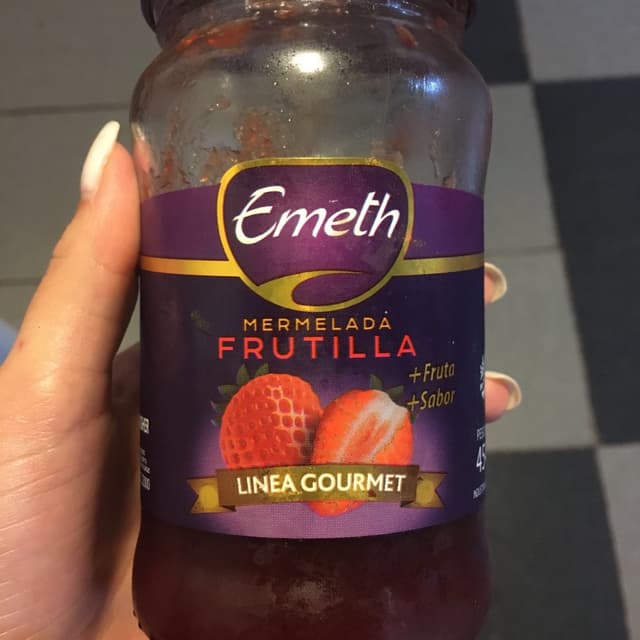 Emeth
MERMELADA
FRUTILLA
+Fruta
+Sabor
LINEA GOURMET